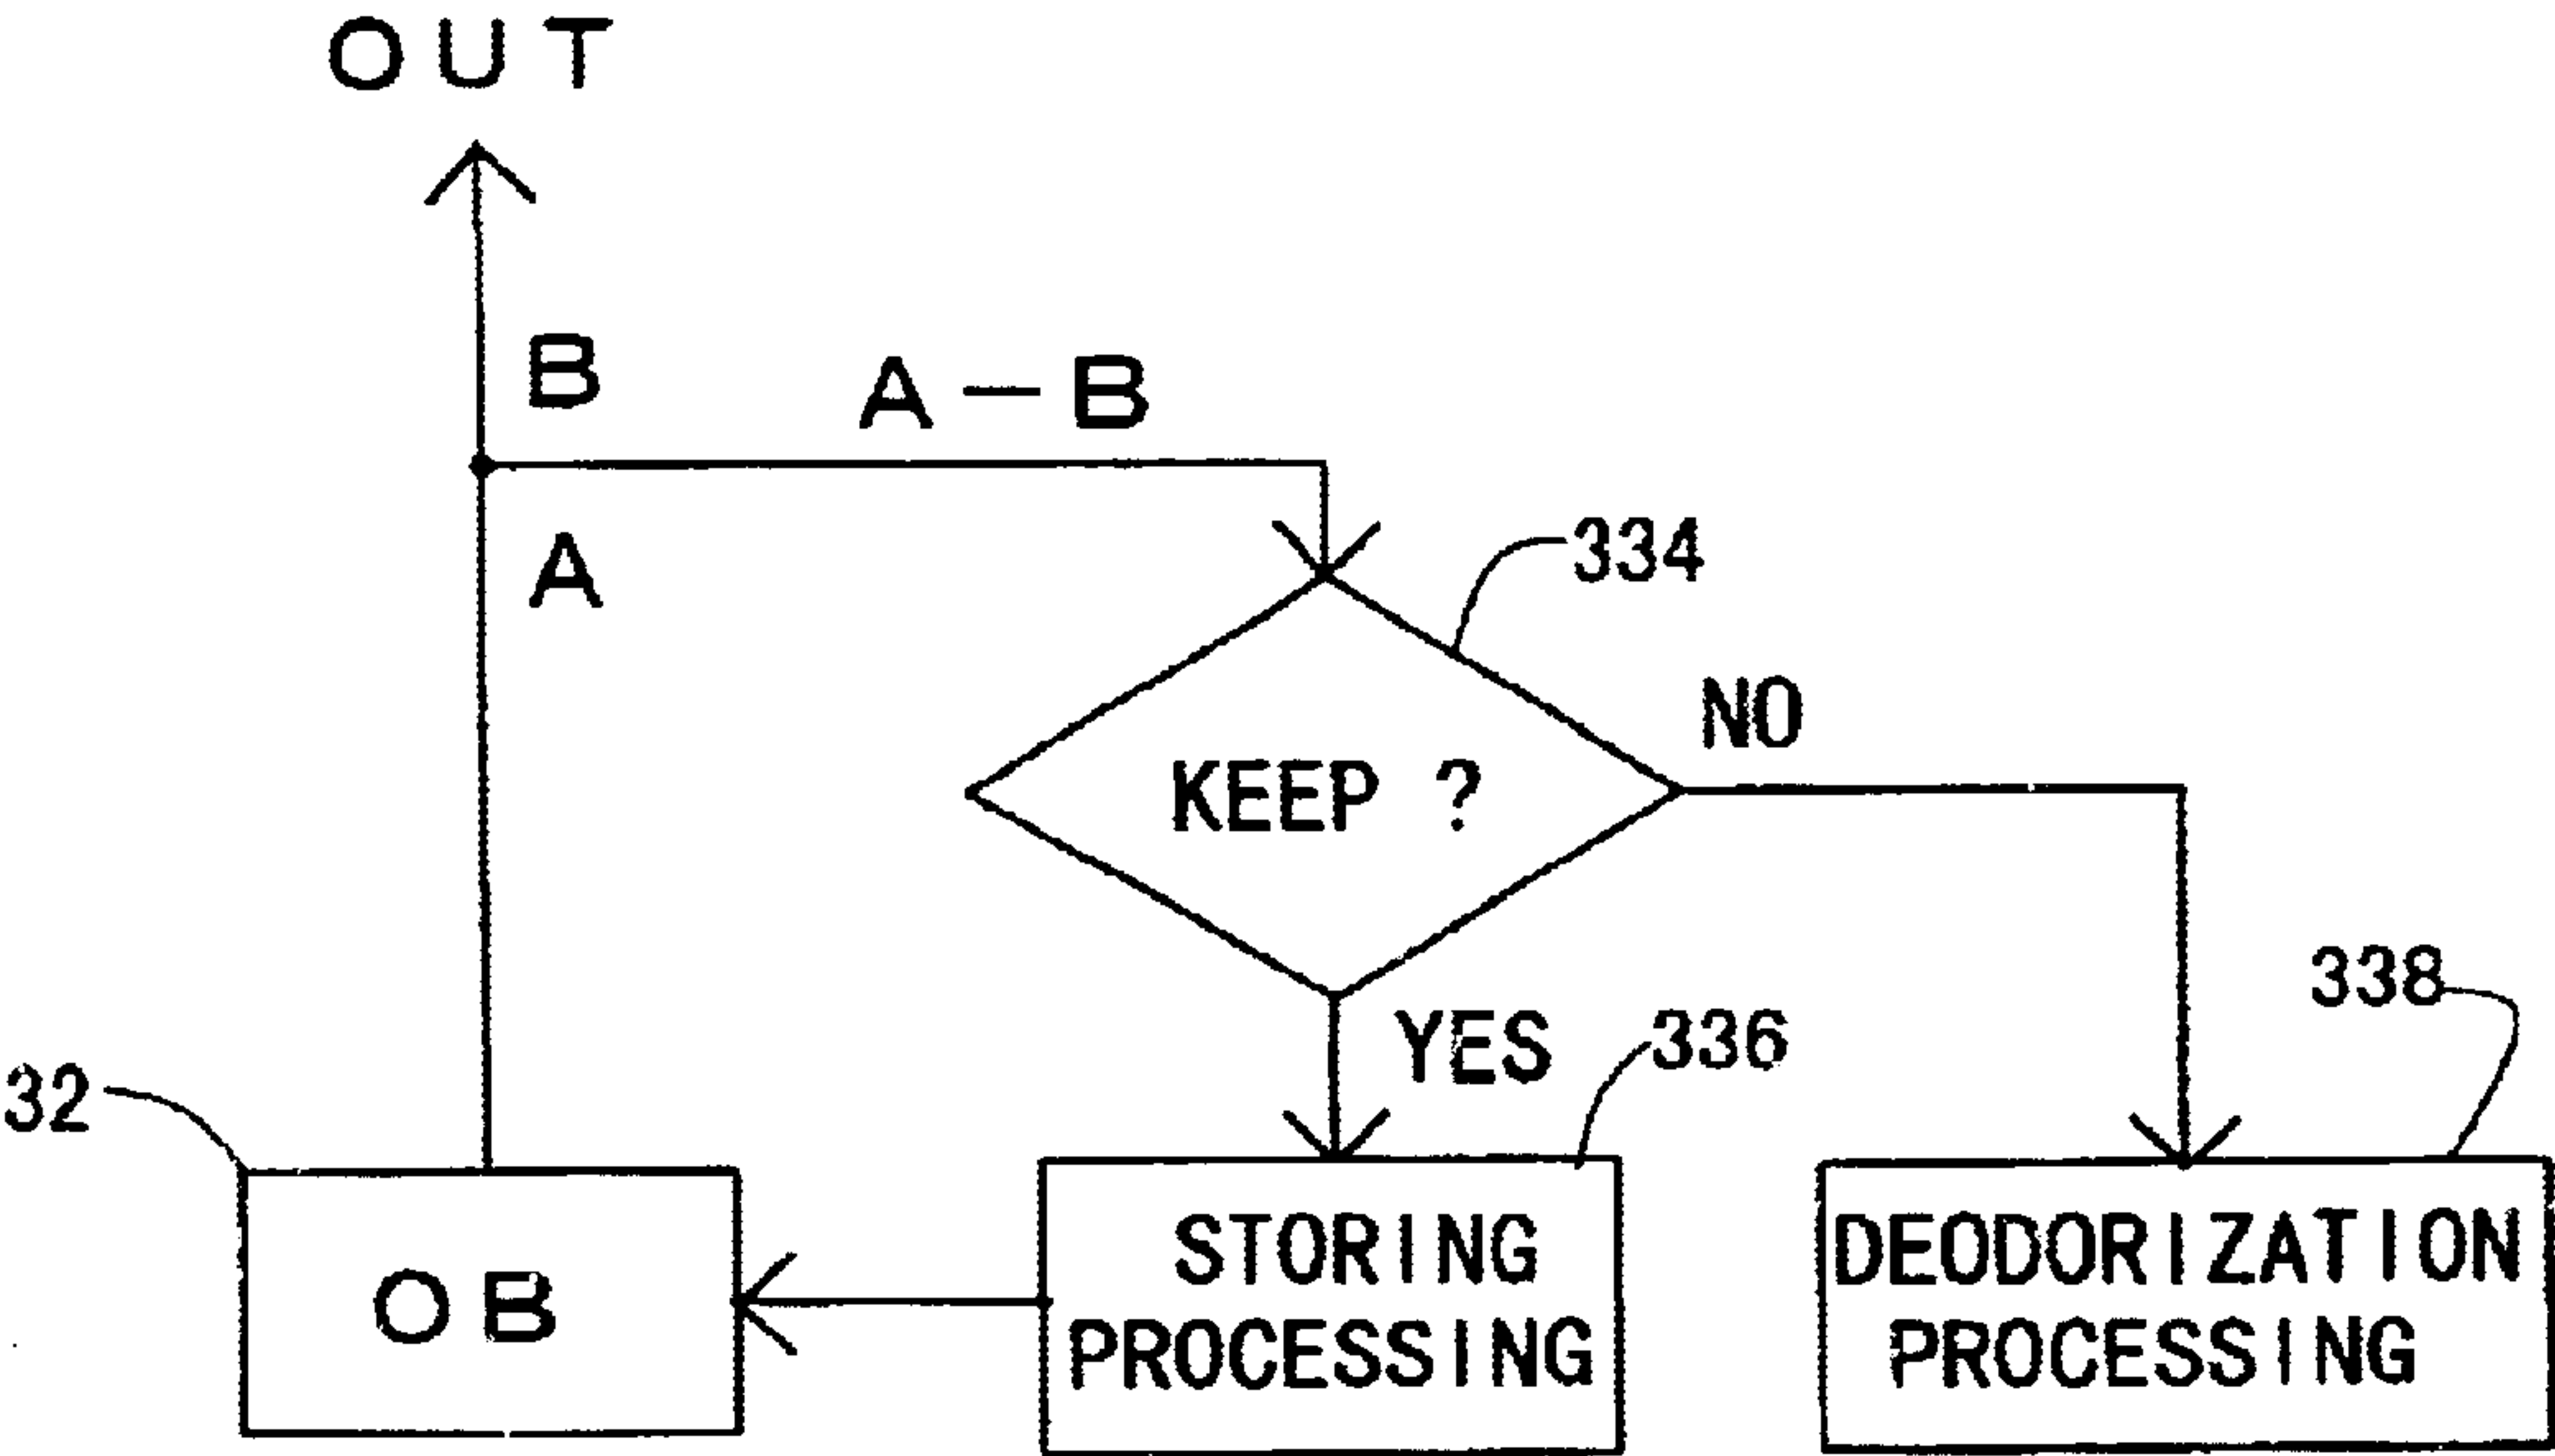 OUT
B
A-B
A
334
NO
KEEP ?
338
YES
336
32
OB
STORING
PROCESSING
DEODORIZATION
PROCESSING